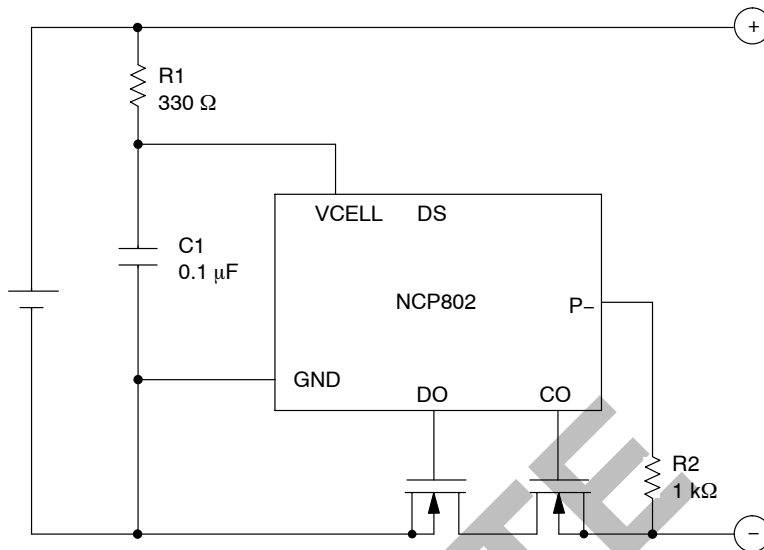 +
R1
330 Ω
VCELL DS
C1
0.1 μF
NCP802
P–
GND
DO CO
R2
1 kΩ
–